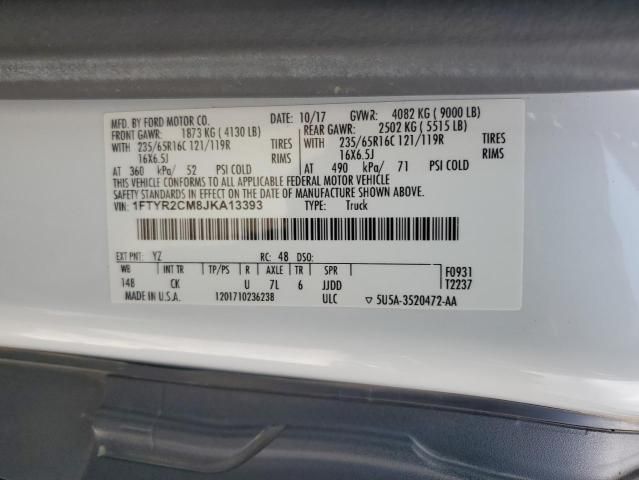 MFD. BY FORD MOTOR CO. DATE: 10/17 GVWR: 4082 KG ( 9000 LB)
FRONT GAWR: 1873 KG ( 4130 LB) REAR GAWR: 2502 KG ( 5515 LB)
WITH 235/65R16C 121/119R TIRES WITH 235/65R16C 121/119R TIRES
16X6.5J RIMS 16X6.5J RIMS
AT 360 kPa/ 52 PSI COLD AT 490 kPa/ 71 PSI COLD
THIS VEHICLE CONFORMS TO ALL APPLICABLE FEDERAL MOTOR VEHICLE
SAFETY STANDARDS IN EFFECT ON THE DATE OF MANUFACTURE SHOWN ABOVE.
VIN: 1FTYR2CM8JKA13393 TYPE: Truck
EXT PNT: YZ RC: 48 DSO:
WB INT TR TP/PS R AXLE TR SPR F0931
148 CK U 7L 6 JJDD T2237
MADE IN U.S.A. 1201710236238 ULC ▽ 5U5A-3520472-AA